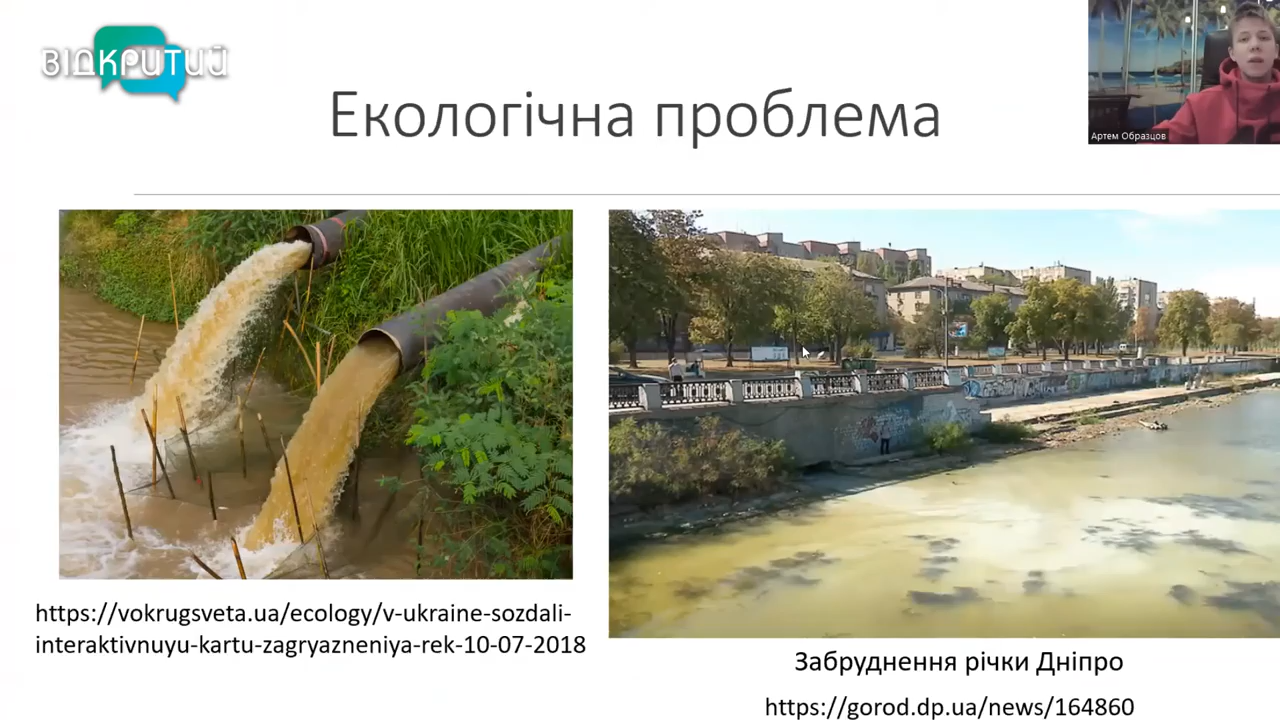 ВІДКРИТИЙ
Екологічна проблема
Артем Образцов
https://vokrugsveta.ua/ecology/v-ukraine-sozdali-
interaktivnuyu-kartu-zagryazneniya-rek-10-07-2018
Забруднення річки Дніпро
https://gorod.dp.ua/news/164860